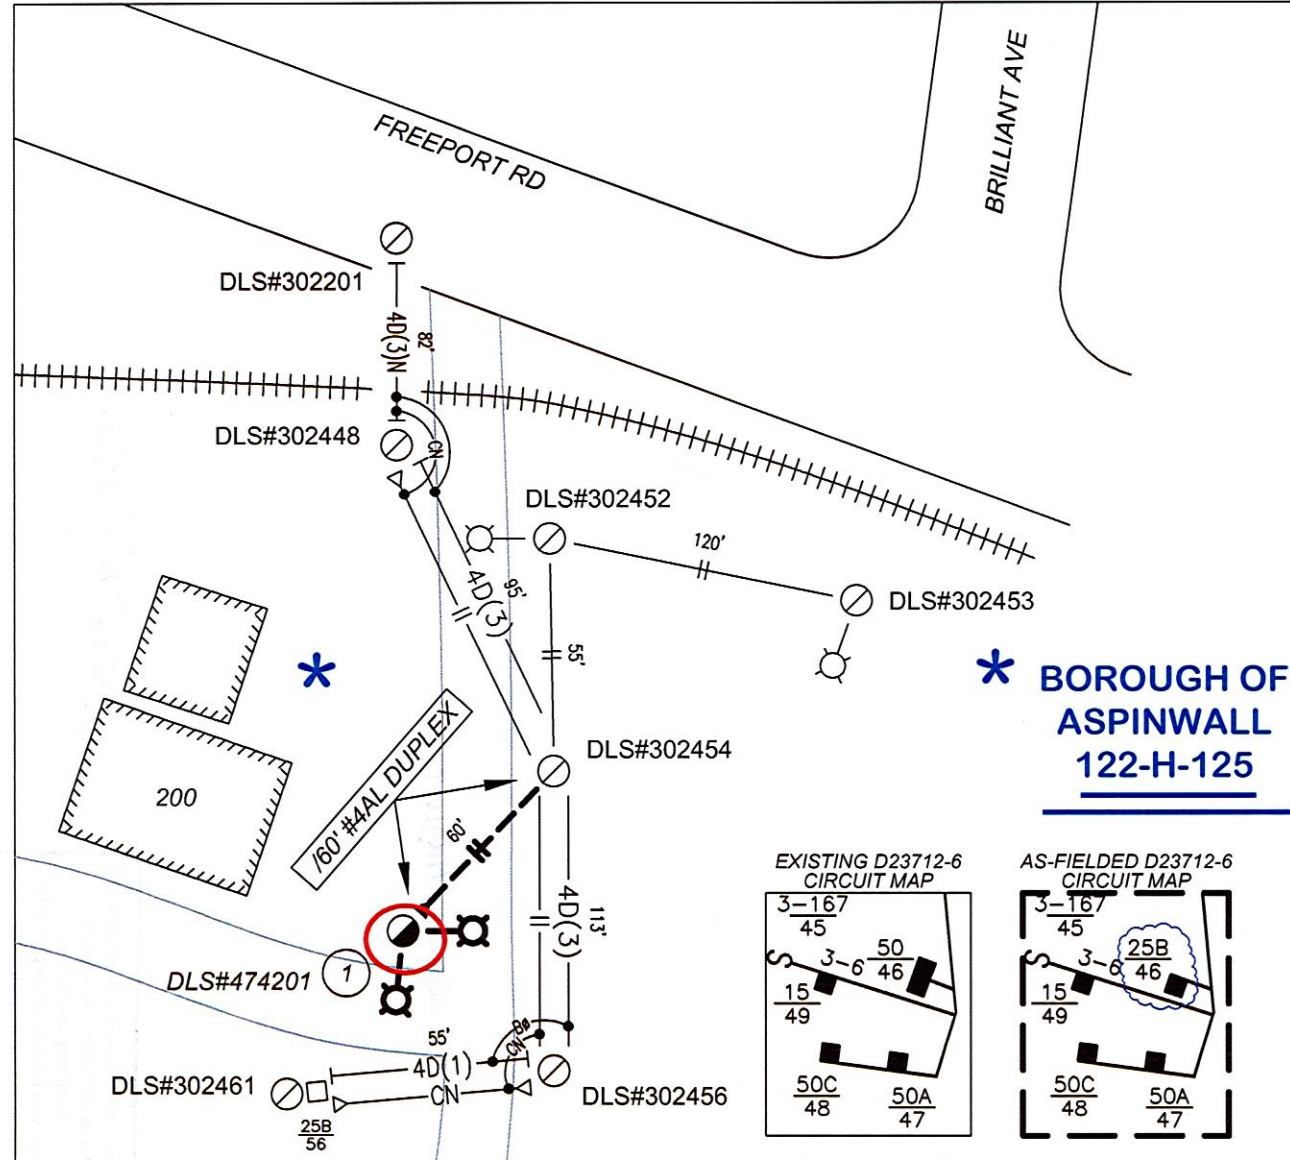 FREEPORT RD
BRILLIANT AVE
DLS#302201
4D(3)N
82'
DLS#302448
CN
DLS#302452
120'
DLS#302453
95'
4D(3)
55'
*
* BOROUGH OF
ASPINWALL
122-H-125
DLS#302454
/60' #4AL DUPLEX
60'
200
DLS#474201
1
113'
4D(3)
55'
4D(1)
CN
BØ
CN
DLS#302461
25B
56
DLS#302456
EXISTING D23712-6
CIRCUIT MAP
3-167
45
S
3-6
50
46
15
49
50C
48
50A
47
AS-FIELDED D23712-6
CIRCUIT MAP
3-167
45
S
3-6
25B
46
15
49
50C
48
50A
47